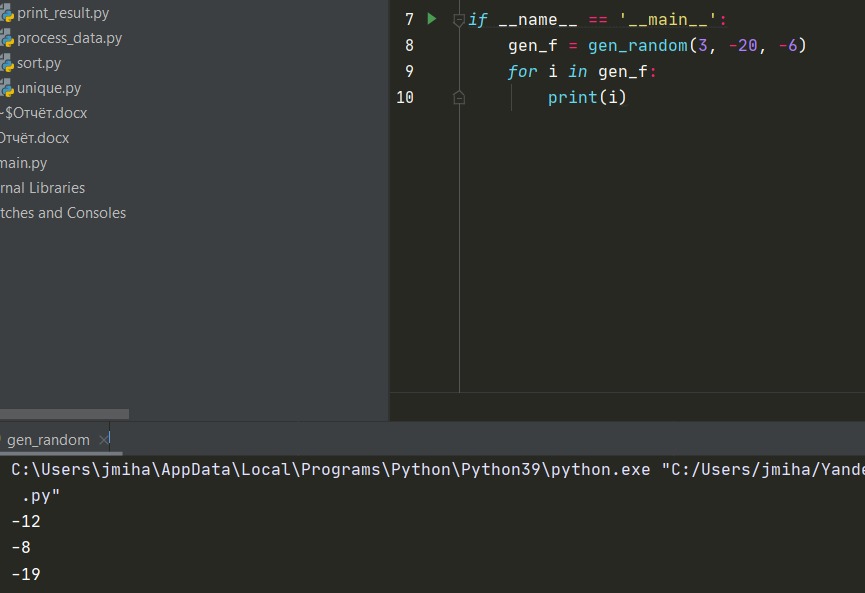 print_result.py
process_data.py
sort.py
unique.py
~$Отчёт.docx
Отчёт.docx
main.py
rnal Libraries
tches and Consoles
7 if __name__ == '__main__':
8 gen_f = gen_random(3, -20, -6)
9 for i in gen_f:
10 print(i)
gen_random
C:\Users\jmiha\AppData\Local\Programs\Python\Python39\python.exe "C:/Users/jmiha/Yande
.py"
-12
-8
-19